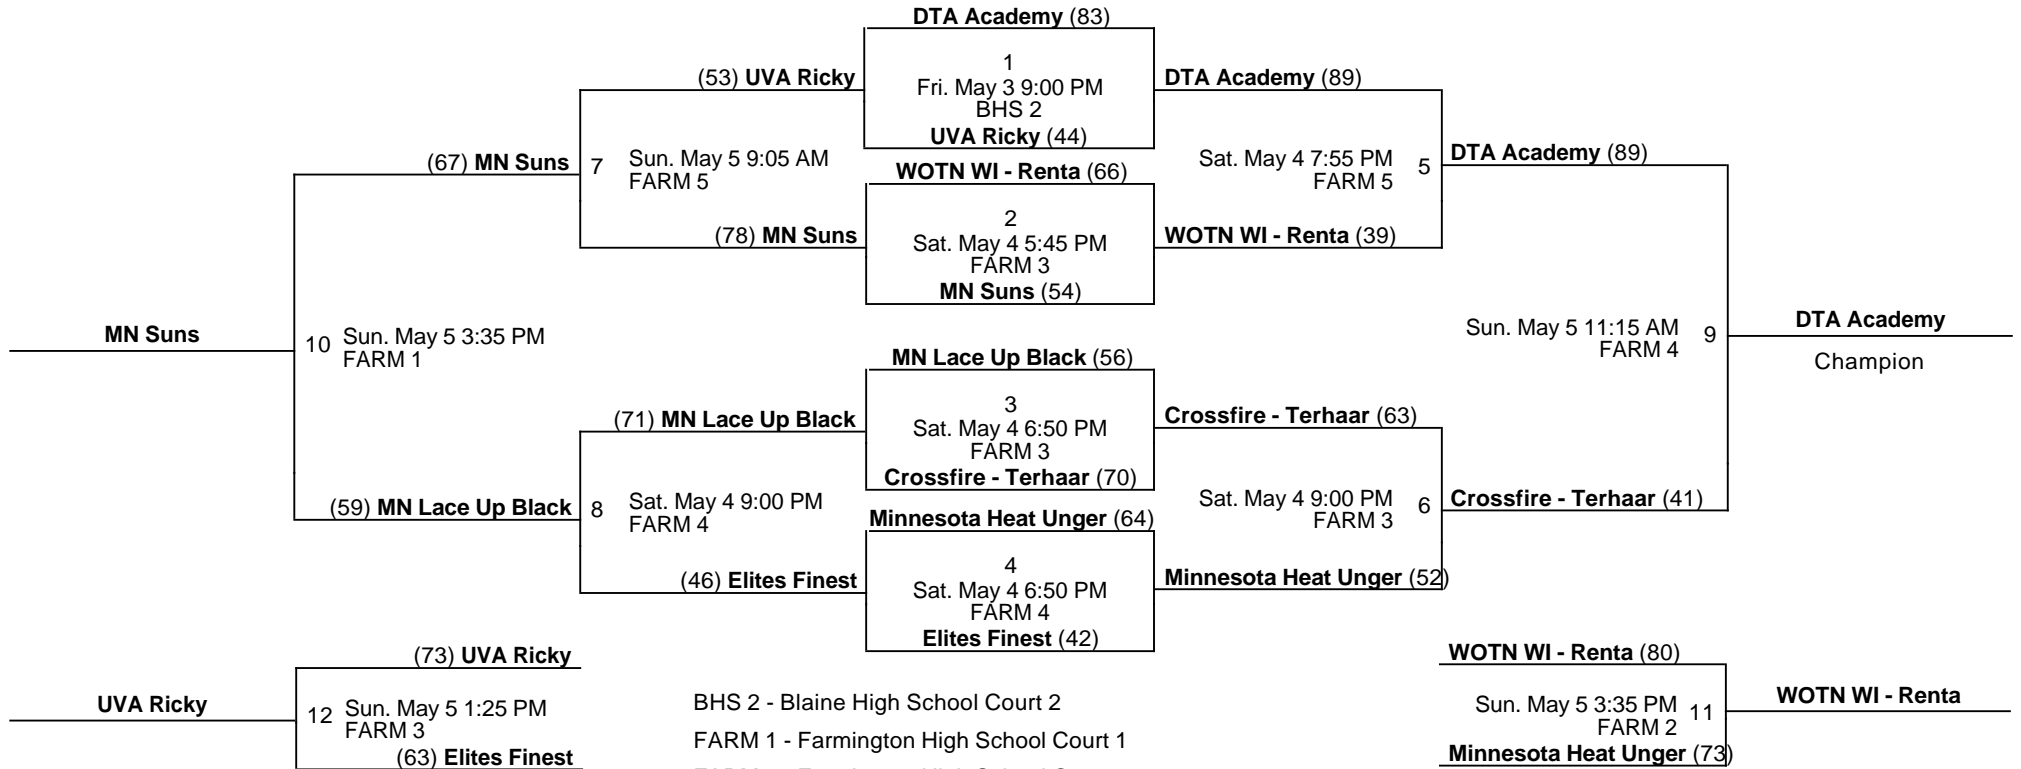 DTA Academy (83)
1
Fri. May 3 9:00 PM
BHS 2
UVA Ricky (44)
(53) UVA Ricky
DTA Academy (89)
(67) MN Suns
7
Sun. May 5 9:05 AM
FARM 5
WOTN WI - Renta (66)
2
Sat. May 4 5:45 PM
FARM 3
MN Suns (54)
(78) MN Suns
WOTN WI - Renta (39)
Sat. May 4 7:55 PM
FARM 5
5
DTA Academy (89)
MN Suns
10
Sun. May 5 3:35 PM
FARM 1
Sun. May 5 11:15 AM
FARM 4
9
DTA Academy
Champion
MN Lace Up Black (56)
3
Sat. May 4 6:50 PM
FARM 3
Crossfire - Terhaar (70)
(71) MN Lace Up Black
Crossfire - Terhaar (63)
(59) MN Lace Up Black
8
Sat. May 4 9:00 PM
FARM 4
Minnesota Heat Unger (64)
4
Sat. May 4 6:50 PM
FARM 4
Elites Finest (42)
(46) Elites Finest
Minnesota Heat Unger (52)
Sat. May 4 9:00 PM
FARM 3
6
Crossfire - Terhaar (41)
(73) UVA Ricky
UVA Ricky
12
Sun. May 5 1:25 PM
FARM 3
(63) Elites Finest
BHS 2 - Blaine High School Court 2
FARM 1 - Farmington High School Court 1
WOTN WI - Renta (80)
Sun. May 5 3:35 PM
FARM 2
11
WOTN WI - Renta
Minnesota Heat Unger (73)